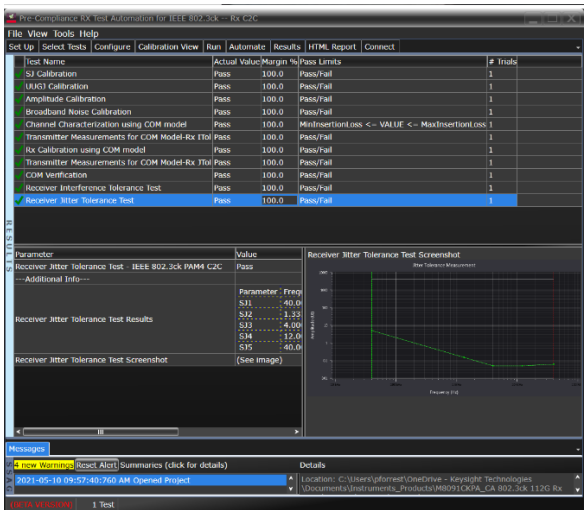 Pre-Compliance RX Test Automation for IEEE 802.3ck -- Rx C2C
File View Tools Help
Set Up Select Tests Configure Calibration View Run Automate Results HTML Report Connect
Test Name Actual Value Margin % Pass Limits # Trials
SJ Calibration Pass 100.0 Pass/Fail 1
UUGJ Calibration Pass 100.0 Pass/Fail 1
Amplitude Calibration Pass 100.0 Pass/Fail 1
Broadband Noise Calibration Pass 100.0 Pass/Fail 1
Channel Characterization using COM model Pass 100.0 MinInsertionLoss <= VALUE <= MaxInsertionLoss 1
Transmitter Measurements for COM Model-Rx ITol Pass 100.0 Pass/Fail 1
Rx Calibration using COM model Pass 100.0 Pass/Fail 1
Transmitter Measurements for COM Model-Rx JTol Pass 100.0 Pass/Fail 1
COM Verification Pass 100.0 Pass/Fail 1
Receiver Interference Tolerance Test Pass 100.0 Pass/Fail 1
Receiver Jitter Tolerance Test Pass 100.0 Pass/Fail 1
RESULTS
Parameter Value
Receiver Jitter Tolerance Test - IEEE 802.3ck PAM4 C2C Pass
---Additional Info---
Receiver Jitter Tolerance Test Results
Parameter Frequ
SJ1 40.0
SJ2 1.33
SJ3 4.000
SJ4 12.0
SJ5 40.0
Receiver Jitter Tolerance Test Screenshot (See image)
Receiver Jitter Tolerance Test Screenshot
Jitter Tolerance Measurement
Frequency (Hz)
Messages
4 new Warnings Reset Alert Summaries (click for details) Details
2021-05-10 09:57:40:760 AM Opened Project
Location: C:\Users\pforrest\OneDrive - Keysight Technologies
\Documents\Instruments_Products\M8091CKPA_CA 802.3ck 112G Rx
1 Test